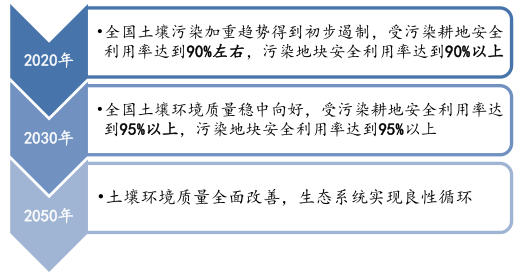 2020年
•全国土壤污染加重趋势得到初步遏制，受污染耕地安全
利用率达到90%左右，污染地块安全利用率达到90%以上
2030年
•全国土壤环境质量稳中向好，受污染耕地安全利用率达
到95%以上，污染地块安全利用率达到95%以上
2050年
•土壤环境质量全面改善，生态系统实现良性循环